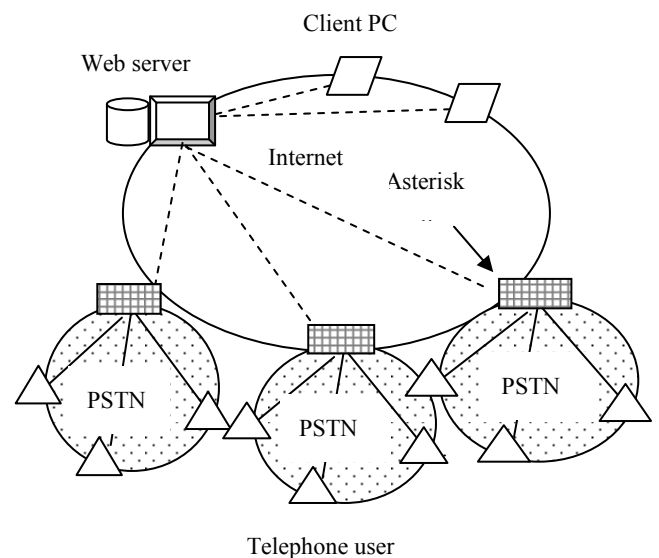 Client PC
Web server
Internet
Asterisk
PSTN
PSTN
PSTN
Telephone user